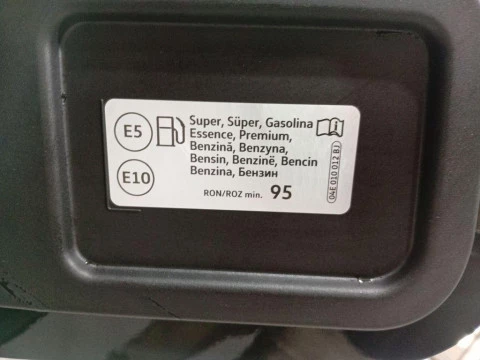 E5
E10
Super, Süper, Gasolina
Essence, Premium,
Benzină, Benzyna,
Bensin, Benzinë, Bencin
Benzina, Бензин
RON/ROZ min. 95
04E 010 012 BJ